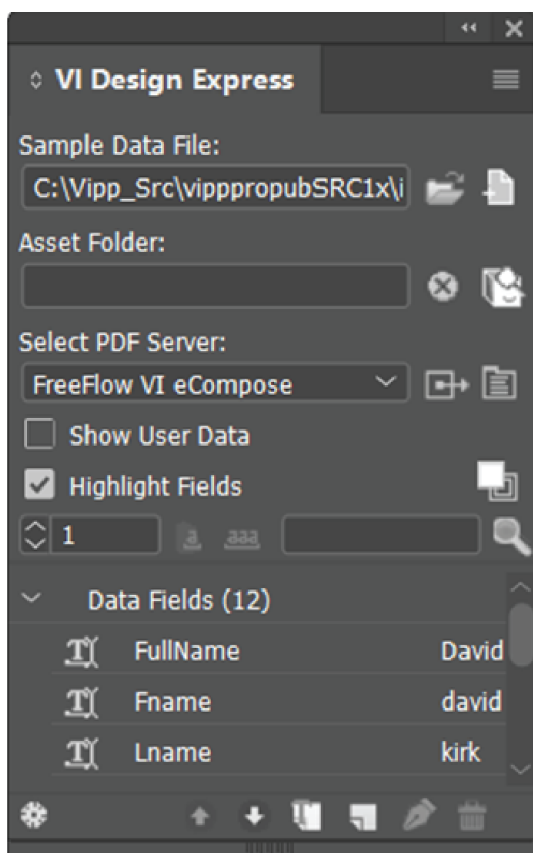 VI Design Express
Sample Data File:
C:\Vipp_Src\vipppropubSRC1x\i
Asset Folder:
Select PDF Server:
FreeFlow VI eCompose
Show User Data
Highlight Fields
1 a aaa
Data Fields (12)
FullName David
Fname david
Lname kirk